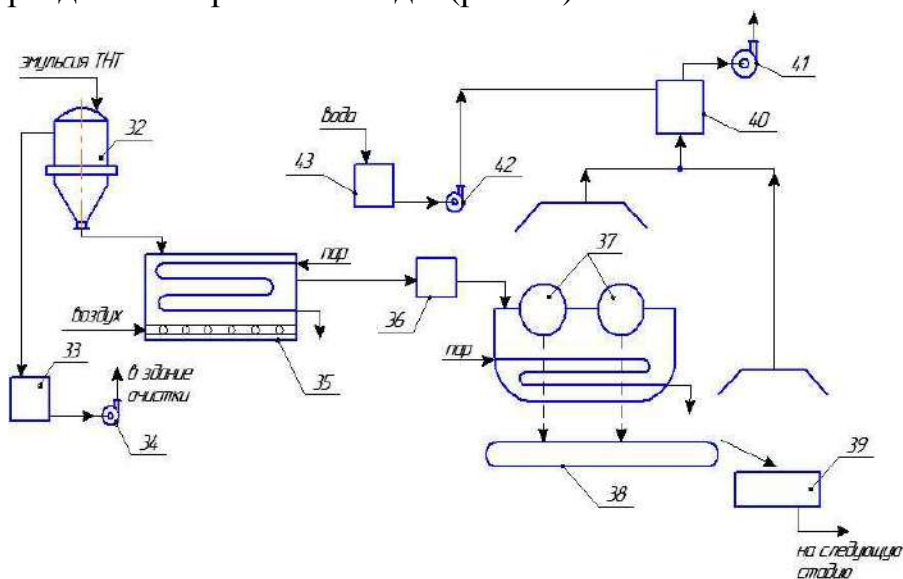 эмульсия ТНТ
32
вода
43
42
41
40
пар
37
воздух
35
36
пар
33
в здание
очистки
34
38
39
на следующую
стадию